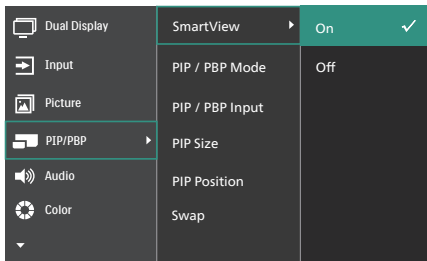 Dual Display
Input
Picture
PIP/PBP
Audio
Color
SmartView
PIP / PBP Mode
PIP / PBP Input
PIP Size
PIP Position
Swap
On
Off